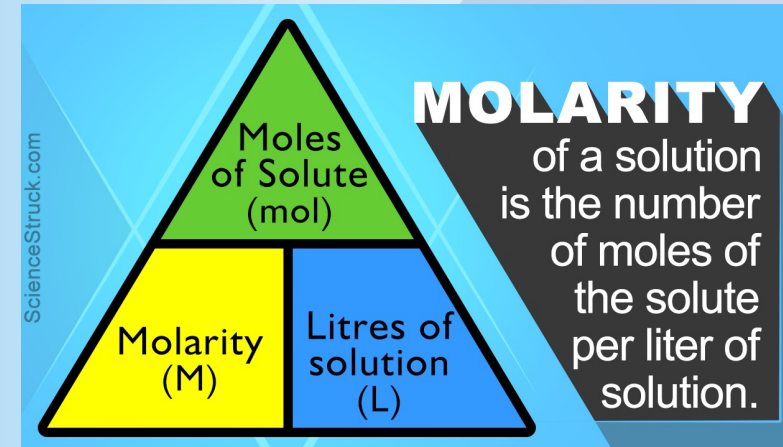 ScienceStruck.com
Moles
of Solute
(mol)
Molarity
(M)
Litres of
solution
(L)
MOLARITY
of a solution
is the number
of moles of
the solute
per liter of
solution.